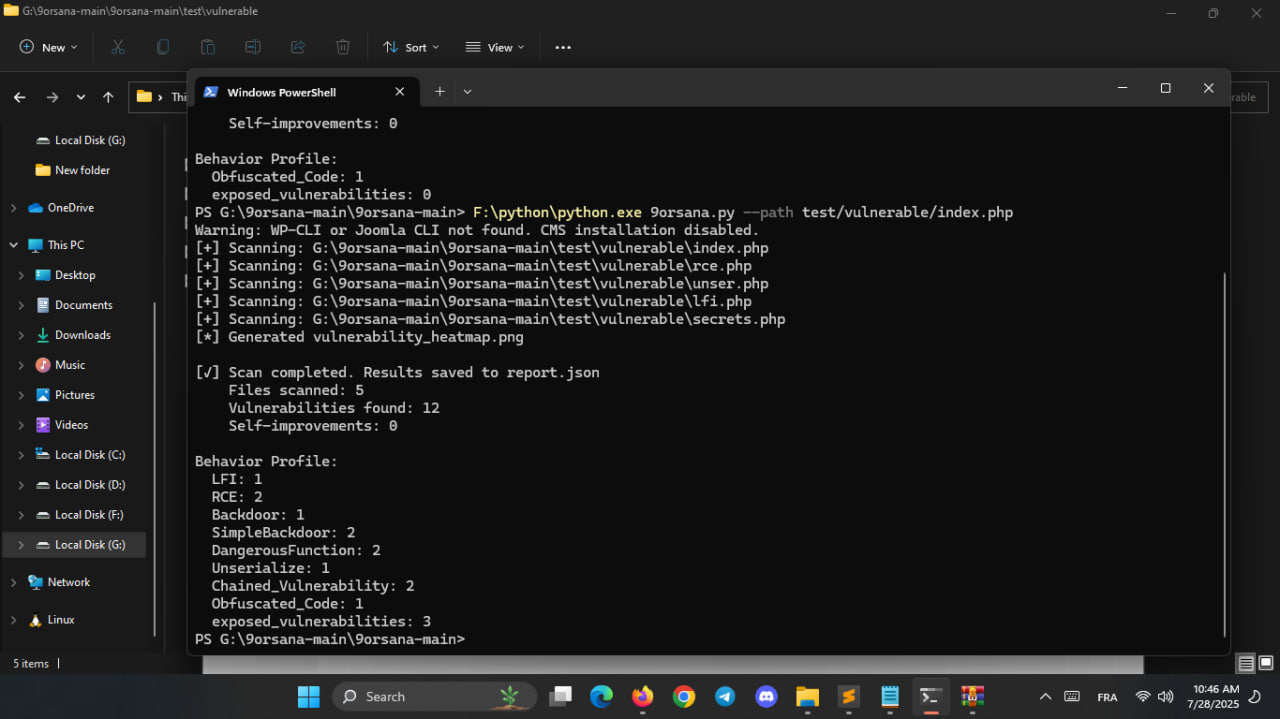 G:\9orsana-main\9orsana-main\test\vulnerable
New
Sort
View
Thi
rable
Windows PowerShell
Local Disk (G:)
New folder
OneDrive
This PC
Desktop
Documents
Downloads
Music
Pictures
Videos
Local Disk (C:)
Local Disk (D:)
Local Disk (F:)
Local Disk (G:)
Network
Linux
5 items
Self-improvements: 0
Behavior Profile:
Obfuscated_Code: 1
exposed_vulnerabilities: 0
PS G:\9orsana-main\9orsana-main> F:\python\python.exe 9orsana.py --path test/vulnerable/index.php
Warning: WP-CLI or Joomla CLI not found. CMS installation disabled.
[+] Scanning: G:\9orsana-main\9orsana-main\test\vulnerable\index.php
[+] Scanning: G:\9orsana-main\9orsana-main\test\vulnerable\rce.php
[+] Scanning: G:\9orsana-main\9orsana-main\test\vulnerable\unser.php
[+] Scanning: G:\9orsana-main\9orsana-main\test\vulnerable\lfi.php
[+] Scanning: G:\9orsana-main\9orsana-main\test\vulnerable\secrets.php
[*] Generated vulnerability_heatmap.png
[√] Scan completed. Results saved to report.json
Files scanned: 5
Vulnerabilities found: 12
Self-improvements: 0
Behavior Profile:
LFI: 1
RCE: 2
Backdoor: 1
SimpleBackdoor: 2
DangerousFunction: 2
Unserialize: 1
Chained_Vulnerability: 2
Obfuscated_Code: 1
exposed_vulnerabilities: 3
PS G:\9orsana-main\9orsana-main>
Search
FRA
10:46 AM
7/28/2025